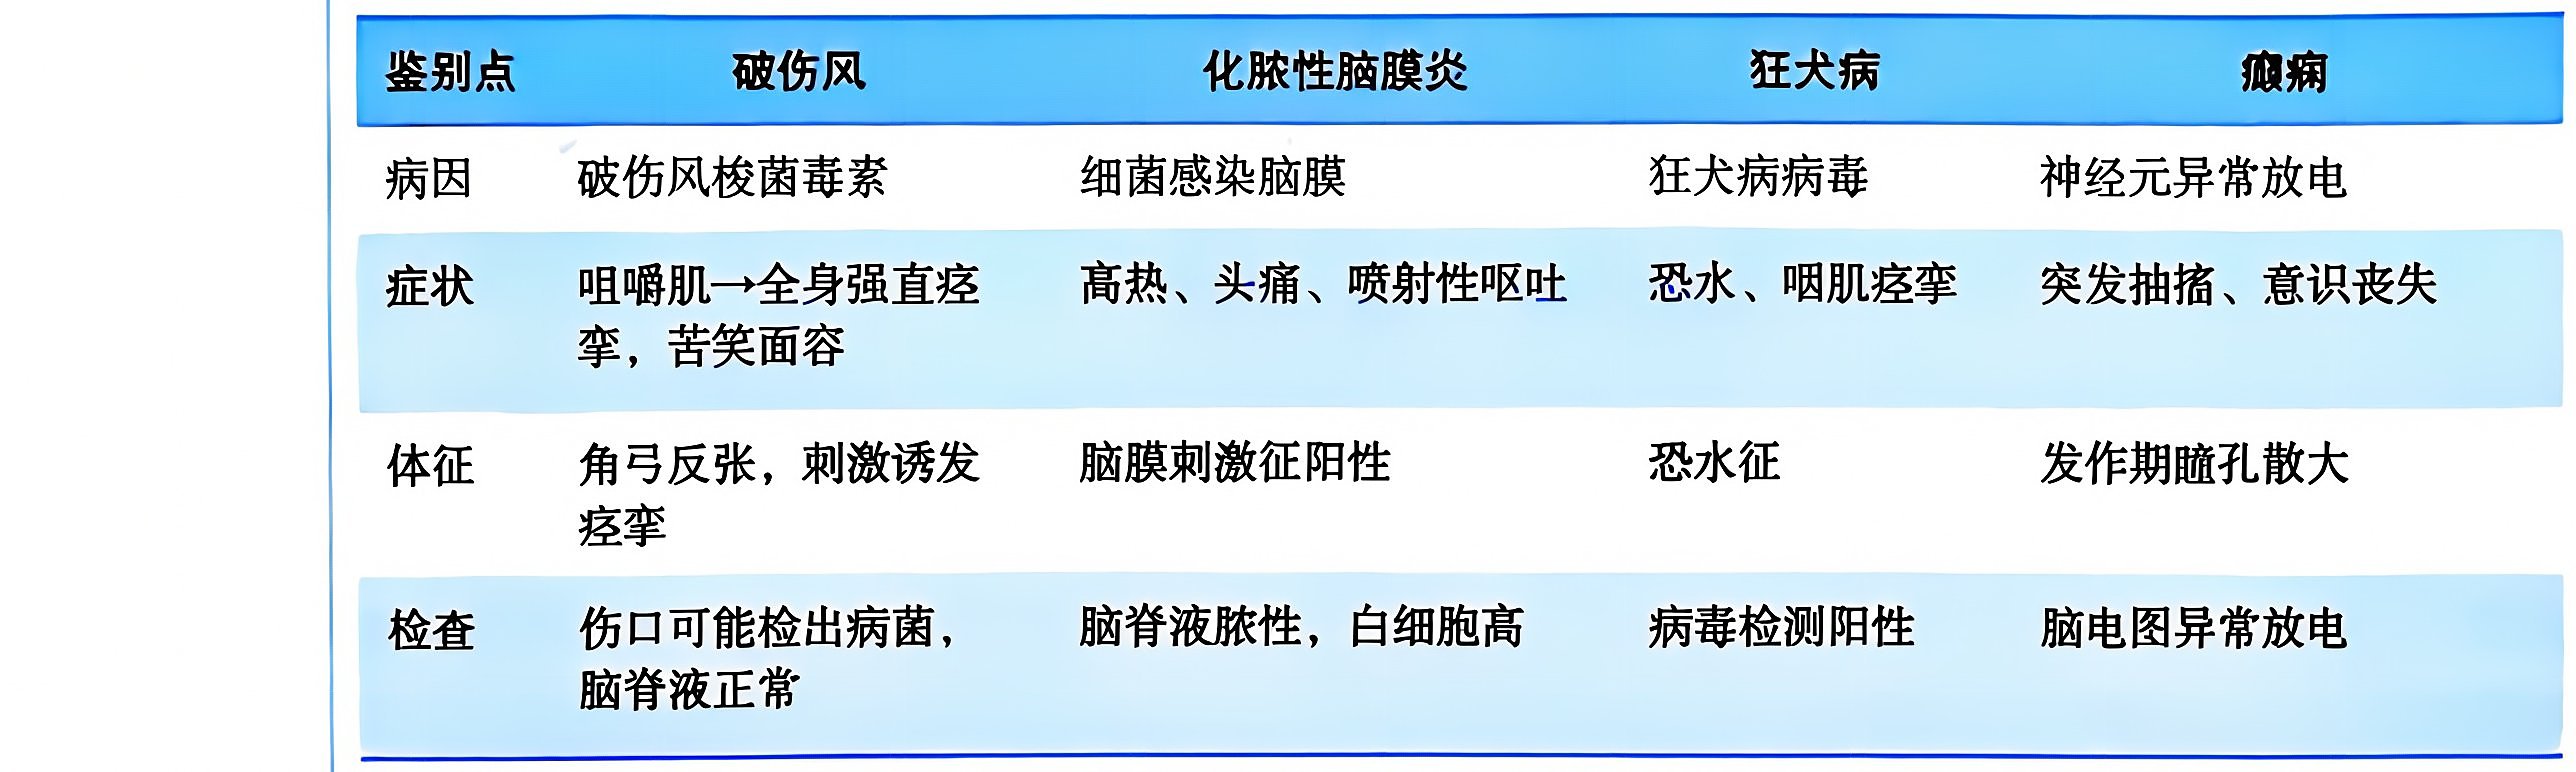 鉴别点 破伤风 化脓性脑膜炎 狂犬病 癫痫
病因 破伤风梭菌毒素 细菌感染脑膜 狂犬病病毒 神经元异常放电
症状 咀嚼肌→全身强直痉 高热、头痛、喷射性呕吐 恐水、咽肌痉挛 突发抽搐、意识丧失
挛，苦笑面容
体征 角弓反张，刺激诱发 脑膜刺激征阳性 恐水征 发作期瞳孔散大
痉挛
检查 伤口可能检出病菌， 脑脊液脓性，白细胞高 病毒检测阳性 脑电图异常放电
脑脊液正常